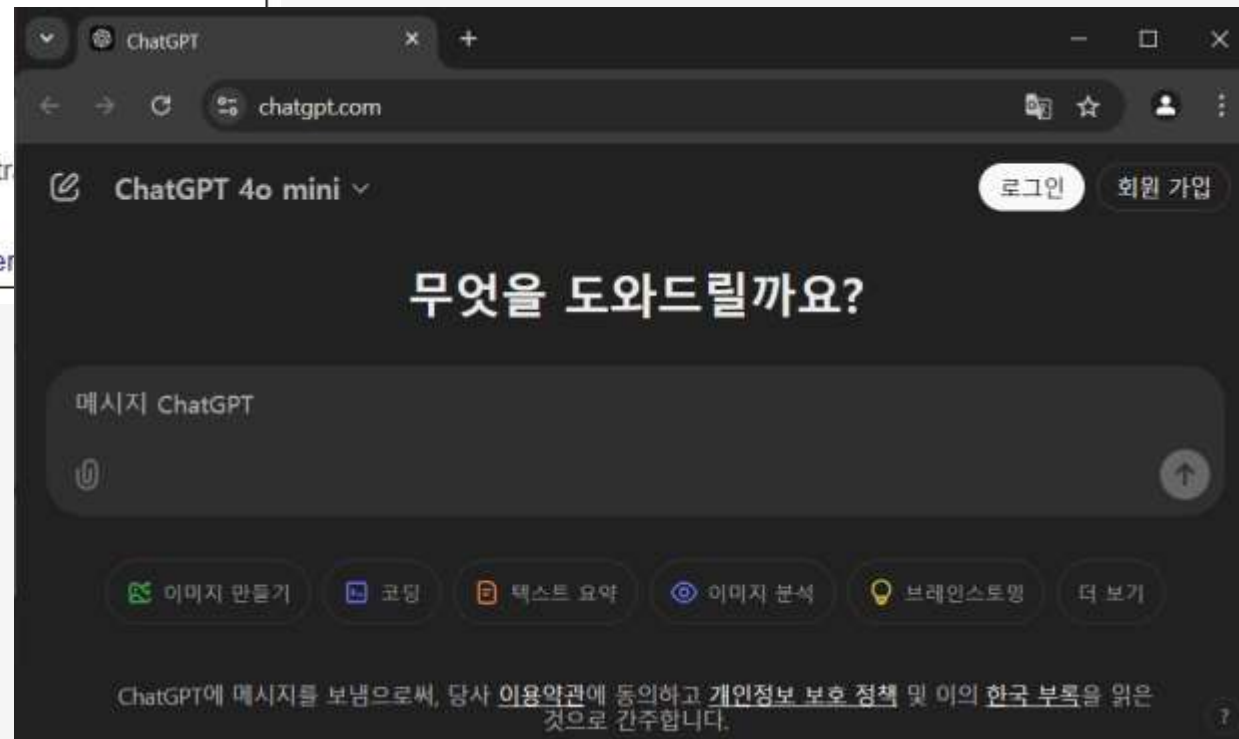 ChatGPT
chatgpt.com
ChatGPT 4o mini
로그인
회원 가입
무엇을 도와드릴까요?
메시지 ChatGPT
이미지 만들기
코딩
텍스트 요약
이미지 분석
브레인스토밍
더 보기
ChatGPT에 메시지를 보냄으로써, 당사 이용약관에 동의하고 개인정보 보호 정책 및 이의 한국 부록을 읽은
것으로 간주합니다.
?